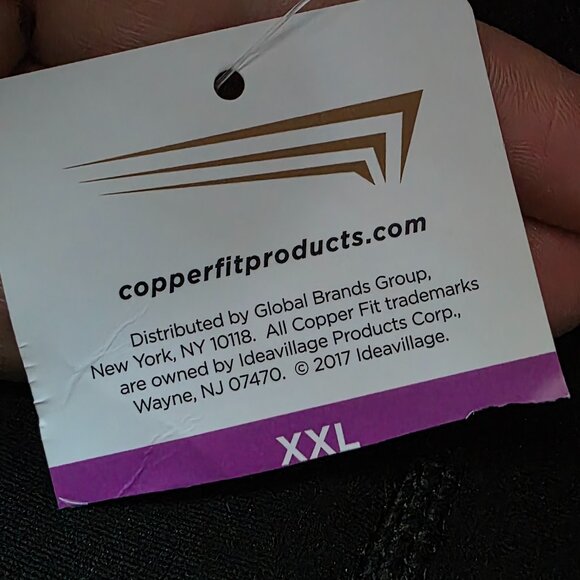 copperfitproducts.com
Distributed by Global Brands Group,
New York, NY 10118. All Copper Fit trademarks
are owned by Ideavillage Products Corp.,
Wayne, NJ 07470. © 2017 Ideavillage.
XXL